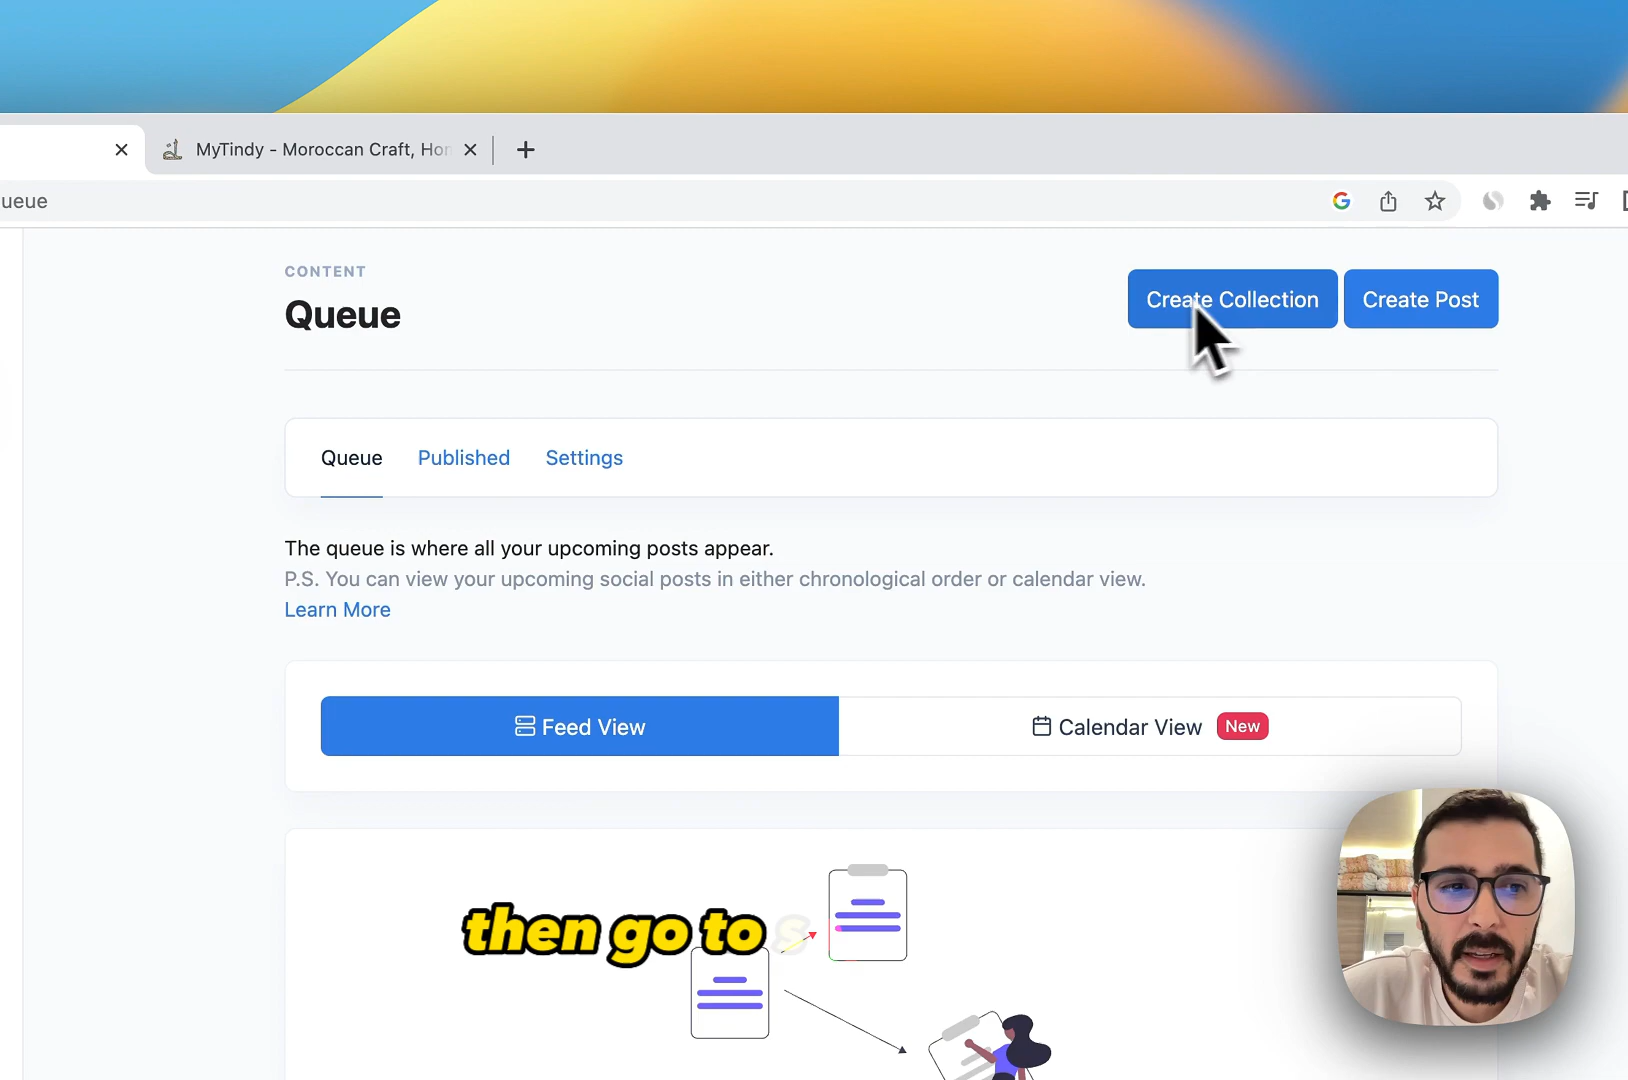 MyTindy - Moroccan Craft, Hor
ueue
CONTENT
Queue
Create Collection
Create Post
Queue
Published
Settings
The queue is where all your upcoming posts appear.
P.S. You can view your upcoming social posts in either chronological order or calendar view.
Learn More
Feed View
Calendar View
New
then go to s